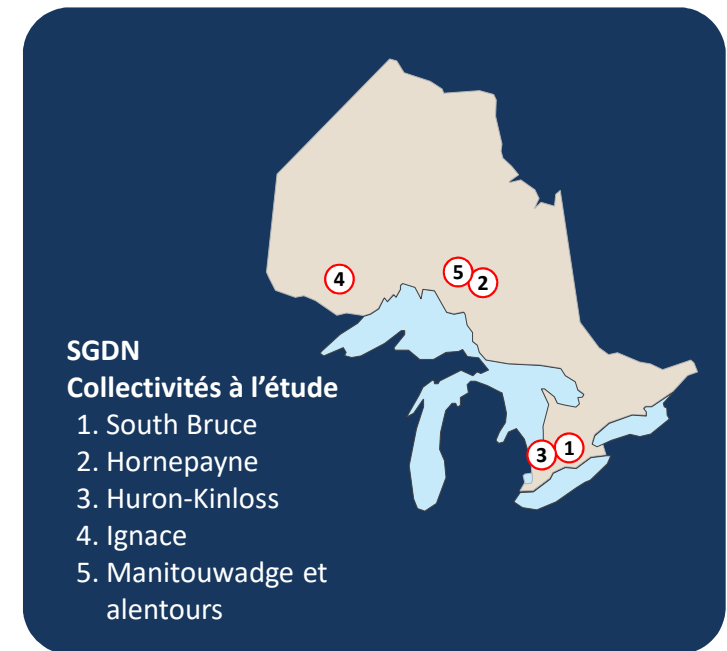 4
5
2
SGDN
Collectivités à l'étude
1. South Bruce
2. Hornepayne
3. Huron-Kinloss
4. Ignace
5. Manitouwadge et
alentours
3
1